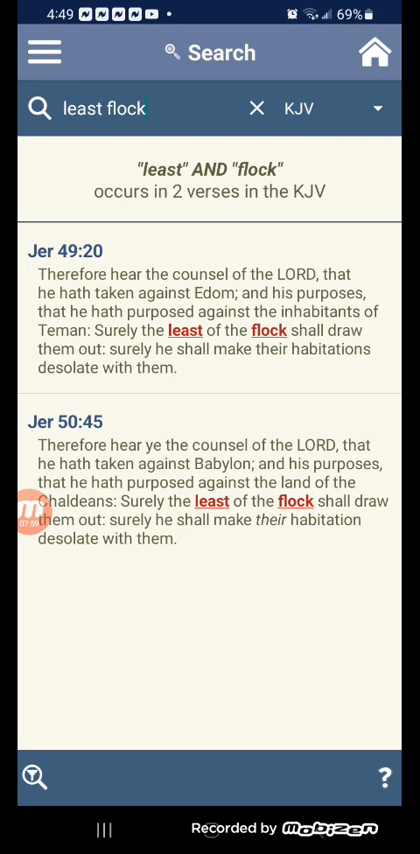 4:49 69%
Search
least flock KJV
"least" AND "flock"
occurs in 2 verses in the KJV
Jer 49:20
Therefore hear the counsel of the LORD, that
he hath taken against Edom; and his purposes,
that he hath purposed against the inhabitants of
Teman: Surely the least of the flock shall draw
them out: surely he shall make their habitations
desolate with them.
Jer 50:45
Therefore hear ye the counsel of the LORD, that
he hath taken against Babylon; and his purposes,
that he hath purposed against the land of the
Chaldeans: Surely the least of the flock shall draw
them out: surely he shall make their habitation
desolate with them.
07:59
?
Recorded by mobizen